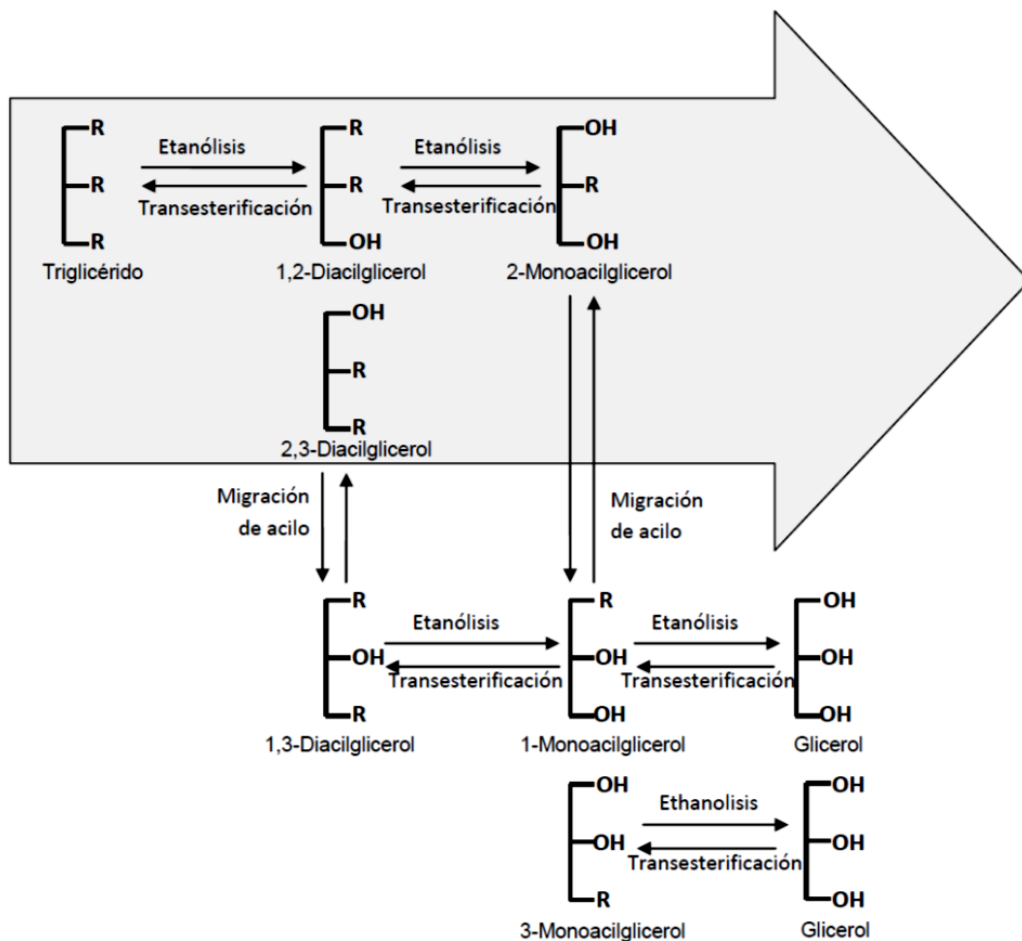 R
R
R
Etanólisis
Transesterificación
Triglicérido
R
R
OH
1,2-Diacilglicerol
Etanólisis
Transesterificación
OH
R
OH
2-Monoacilglicerol
OH
R
R
2,3-Diacilglicerol
Migración
de acilo
Migración
de acilo
R
OH
R
1,3-Diacilglicerol
Etanólisis
Transesterificación
R
OH
OH
1-Monoacilglicerol
Etanólisis
Transesterificación
OH
OH
OH
Glicerol
OH
OH
R
3-Monoacilglicerol
Ethanolisis
Transesterificación
OH
OH
OH
Glicerol